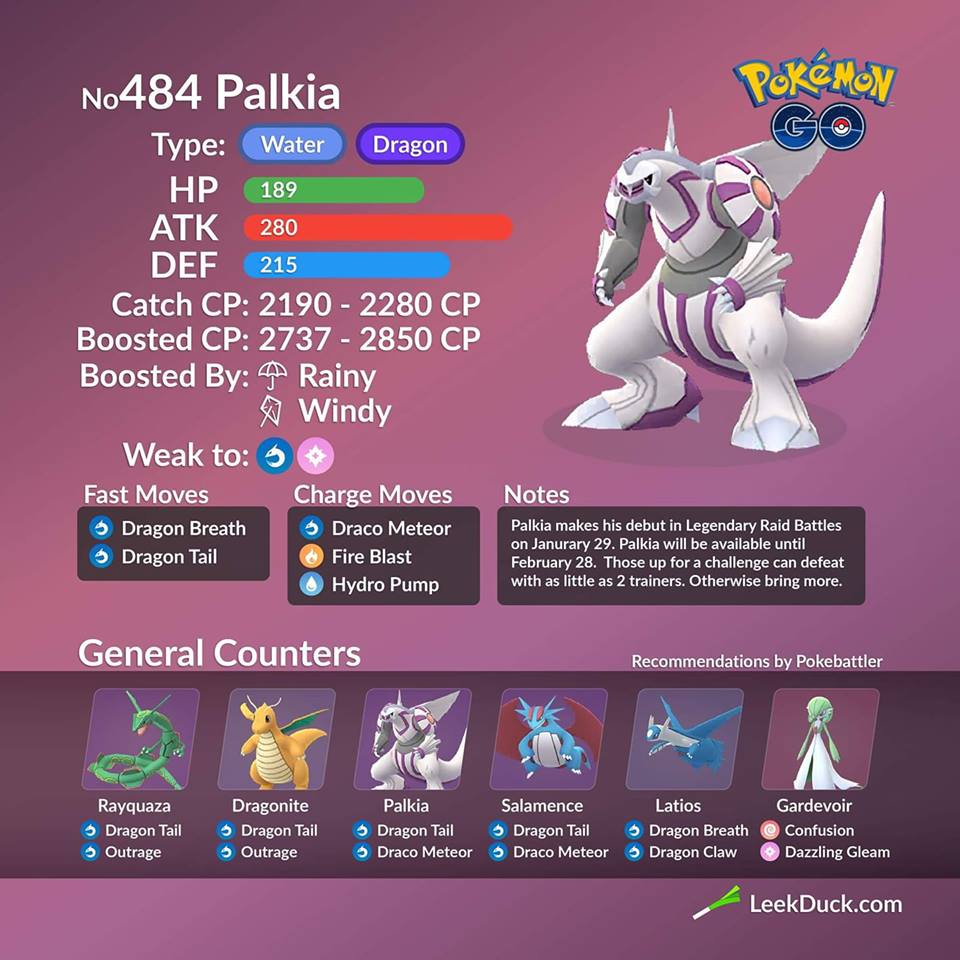 No484 Palkia
POKéMON
GO
Type: Water Dragon
HP 189
ATK 280
DEF 215
Catch CP: 2190 - 2280 CP
Boosted CP: 2737 - 2850 CP
Boosted By: Rainy
Windy
Weak to:
Fast Moves
Dragon Breath
Dragon Tail
Charge Moves
Draco Meteor
Fire Blast
Hydro Pump
Notes
Palkia makes his debut in Legendary Raid Battles
on Janurary 29. Palkia will be available until
February 28. Those up for a challenge can defeat
with as little as 2 trainers. Otherwise bring more.
General Counters
Recommendations by Pokebattler
Rayquaza
Dragon Tail
Outrage
Dragonite
Dragon Tail
Outrage
Palkia
Dragon Tail
Draco Meteor
Salamence
Dragon Tail
Draco Meteor
Latios
Dragon Breath
Dragon Claw
Gardevoir
Confusion
Dazzling Gleam
LeekDuck.com